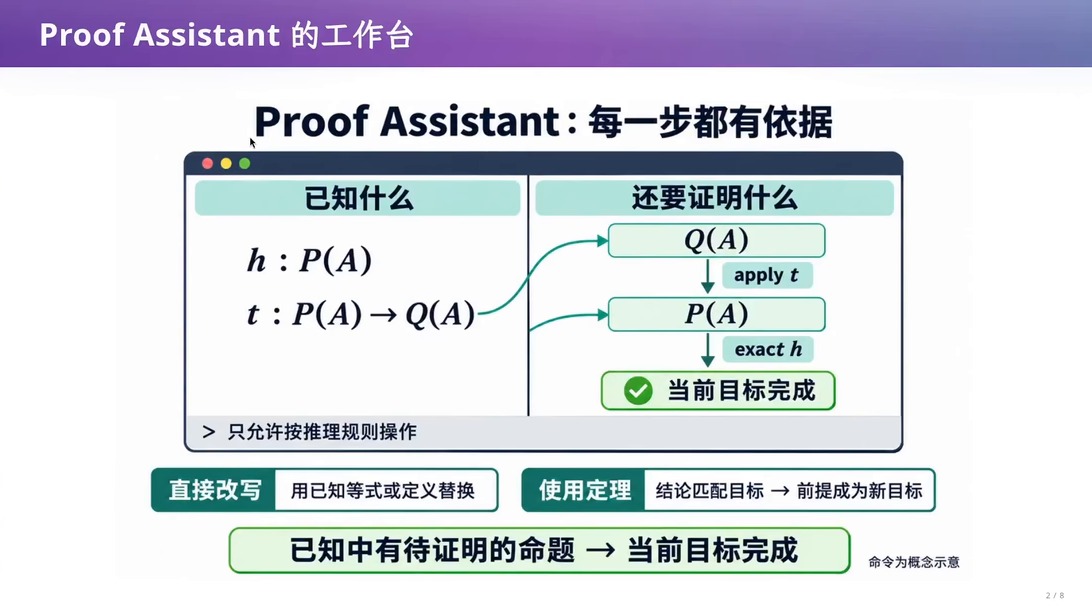 Proof Assistant 的工作台
Proof Assistant：每一步都有依据
已知什么
h : P(A)
t : P(A) → Q(A)
还要证明什么
Q(A)
apply t
P(A)
exact h
当前目标完成
> 只允许按推理规则操作
直接改写 用已知等式或定义替换
使用定理 结论匹配目标 → 前提成为新目标
已知中有待证明的命题 → 当前目标完成
命令为概念示意
2 / 8